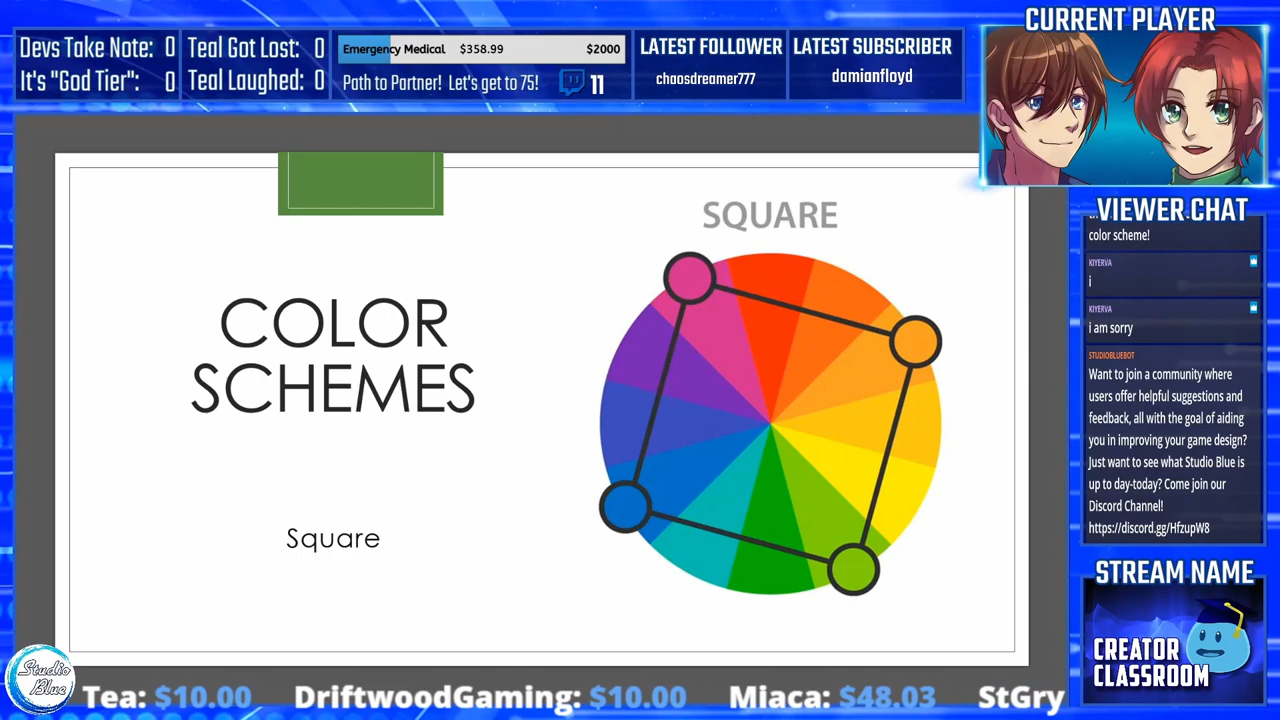 Devs Take Note: 0
It's "God Tier": 0
Teal Got Lost: 0
Teal Laughed: 0
Emergency Medical $358.99 $2000
Path to Partner! Let's get to 75! 11
LATEST FOLLOWER
chaosdreamer777
LATEST SUBSCRIBER
damianfloyd
CURRENT PLAYER
COLOR
SCHEMES
Square
SQUARE
VIEWER CHAT
color scheme!
KIYERVA
i
KIYERVA
i am sorry
STUDIOBLUEBOT
Want to join a community where
users offer helpful suggestions and
feedback, all with the goal of aiding
you in improving your game design?
Just want to see what Studio Blue is
up to day-today? Come join our
Discord Channel!
https://discord.gg/HfzupW8
STREAM NAME
CREATOR
CLASSROOM
Studio
Blue
Tea: $10.00 DriftwoodGaming: $10.00 Miaca: $48.03 StGry